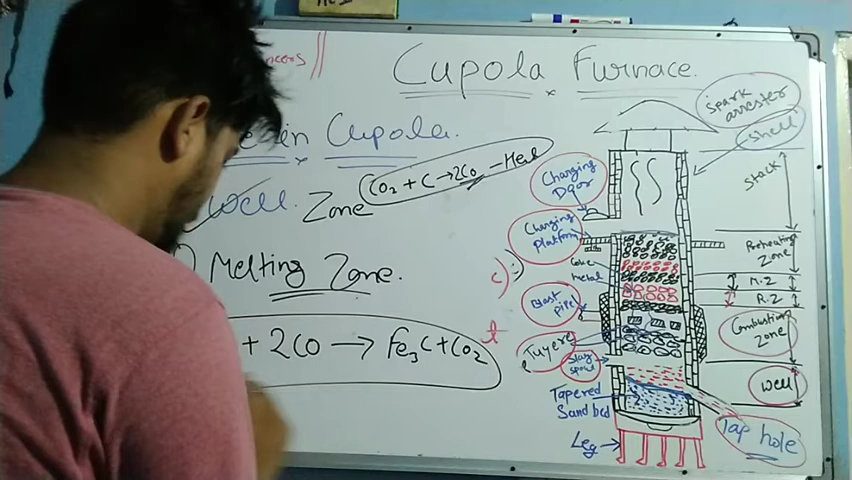 Cupola Furnace.
in Cupola.
Well Zone
CO2 + C → 2CO - Heat
Melting Zone.
+ 2CO → Fe3C + CO2
Spark
arrester
Shell
Stack
Charging
Door
Charging
platform
Preheating
Zone
Coke
metal
M.Z
R.Z
Blast
pipe
Combustion
Zone
Tuyere
Slag
spout
Well
Tapered
Sand bed
Tap hole
Leg